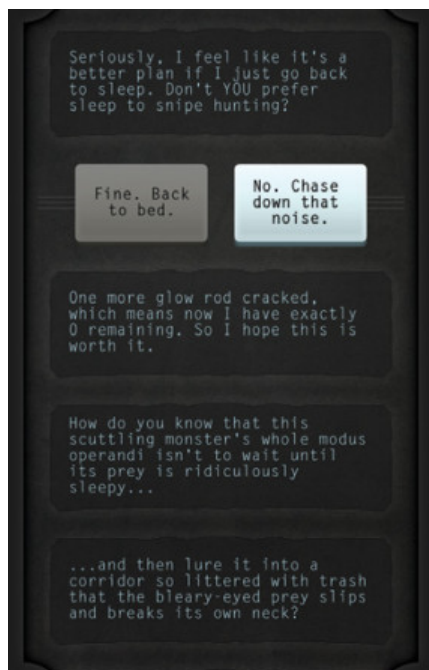 Seriously, I feel like it's a
better plan if I just go back
to sleep. Don't YOU prefer
sleep to snipe hunting?
Fine. Back
to bed.
No. Chase
down that
noise.
One more glow rod cracked,
which means now I have exactly
0 remaining. So I hope this is
worth it.
How do you know that this
scuttling monster's whole modus
operandi isn't to wait until
its prey is ridiculously
sleepy...
...and then lure it into a
corridor so littered with trash
that the bleary-eyed prey slips
and breaks its own neck?